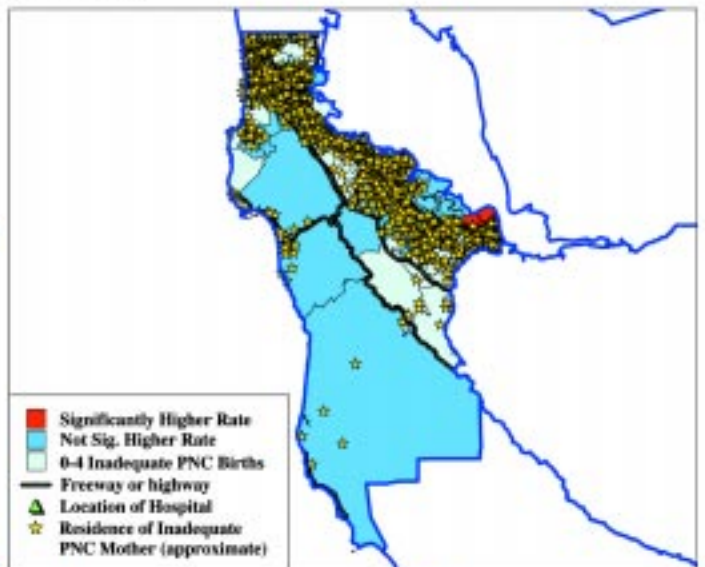 Significantly Higher Rate
Not Sig. Higher Rate
0-4 Inadequate PNC Births
Freeway or highway
Location of Hospital
Residence of Inadequate
PNC Mother (approximate)